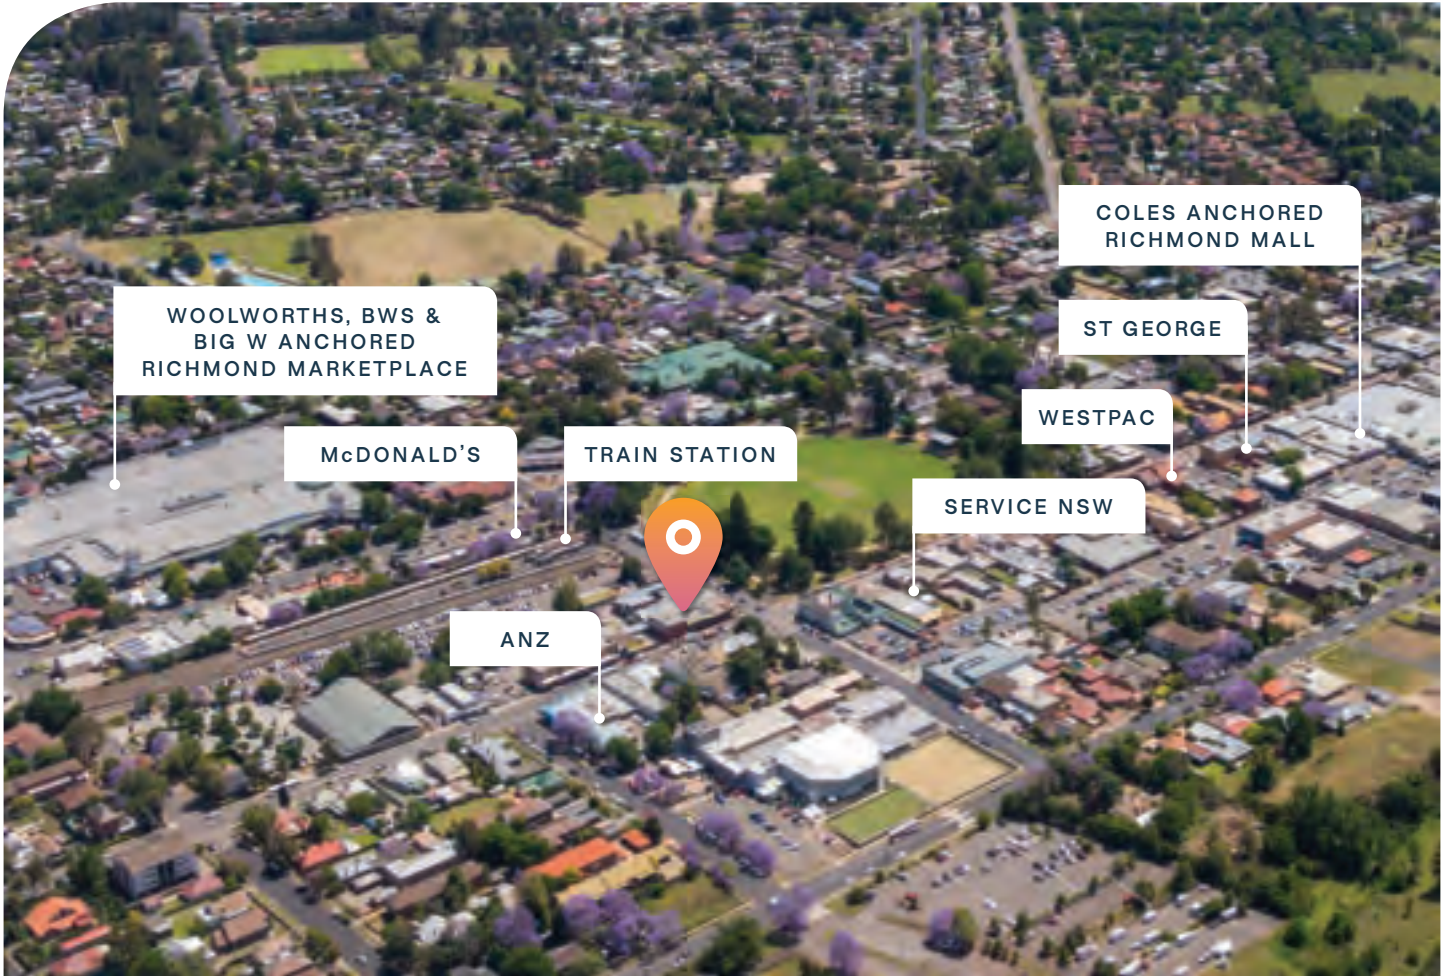 COLES ANCHORED
RICHMOND MALL
WOOLWORTHS, BWS &
BIG W ANCHORED
RICHMOND MARKETPLACE
ST GEORGE
WESTPAC
McDONALD'S
TRAIN STATION
SERVICE NSW
ANZ